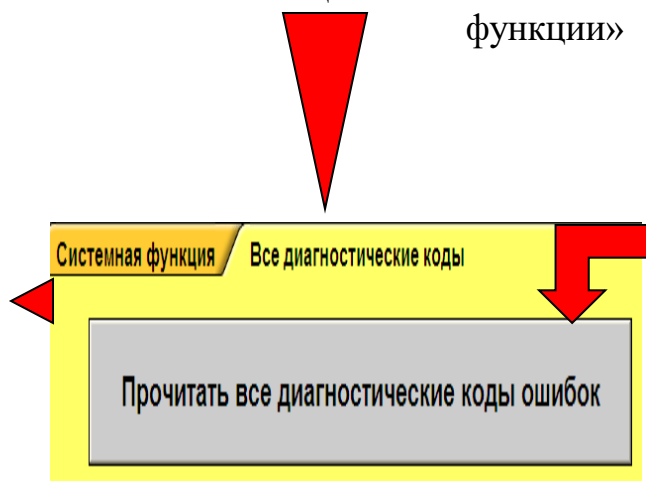 функции»
Системная функция Все диагностические коды
Прочитать все диагностические коды ошибок